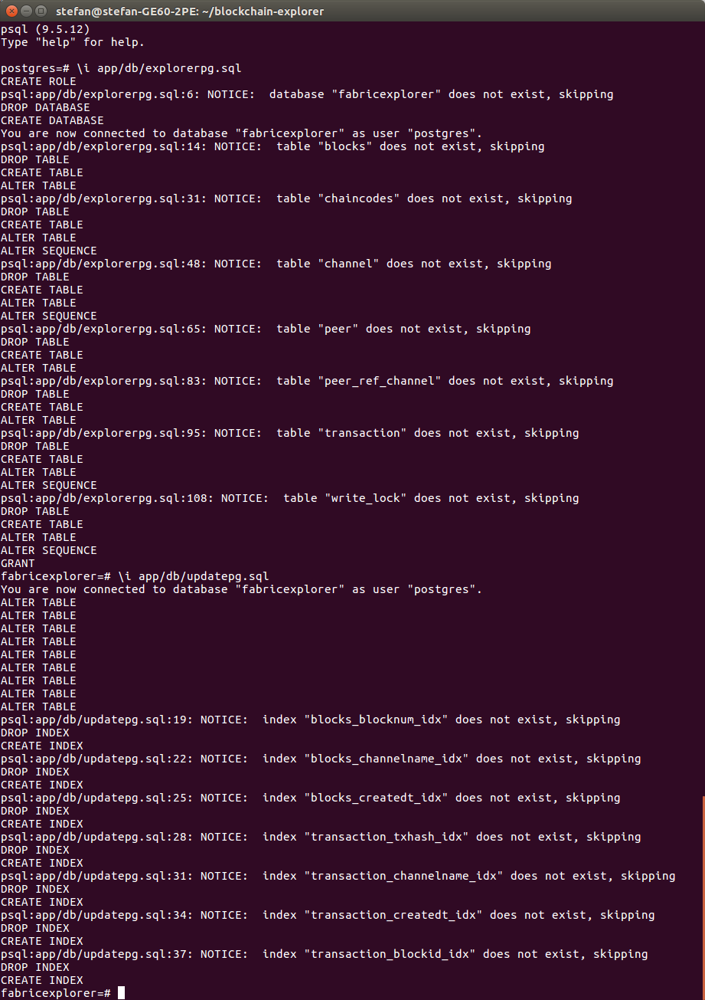 stefan@stefan-GE60-2PE: ~/blockchain-explorer
psql (9.5.12)
Type "help" for help.
postgres=# \i app/db/explorerpg.sql
CREATE ROLE
psql:app/db/explorerpg.sql:6: NOTICE:  database "fabricexplorer" does not exist, skipping
DROP DATABASE
CREATE DATABASE
You are now connected to database "fabricexplorer" as user "postgres".
psql:app/db/explorerpg.sql:14: NOTICE:  table "blocks" does not exist, skipping
DROP TABLE
CREATE TABLE
ALTER TABLE
psql:app/db/explorerpg.sql:31: NOTICE:  table "chaincodes" does not exist, skipping
DROP TABLE
CREATE TABLE
ALTER TABLE
ALTER SEQUENCE
psql:app/db/explorerpg.sql:48: NOTICE:  table "channel" does not exist, skipping
DROP TABLE
CREATE TABLE
ALTER TABLE
ALTER SEQUENCE
psql:app/db/explorerpg.sql:65: NOTICE:  table "peer" does not exist, skipping
DROP TABLE
CREATE TABLE
ALTER TABLE
psql:app/db/explorerpg.sql:83: NOTICE:  table "peer_ref_channel" does not exist, skipping
DROP TABLE
CREATE TABLE
ALTER TABLE
psql:app/db/explorerpg.sql:95: NOTICE:  table "transaction" does not exist, skipping
DROP TABLE
CREATE TABLE
ALTER TABLE
ALTER SEQUENCE
psql:app/db/explorerpg.sql:108: NOTICE:  table "write_lock" does not exist, skipping
DROP TABLE
CREATE TABLE
ALTER TABLE
ALTER SEQUENCE
GRANT
fabricexplorer=# \i app/db/updatepg.sql
You are now connected to database "fabricexplorer" as user "postgres".
ALTER TABLE
ALTER TABLE
ALTER TABLE
ALTER TABLE
ALTER TABLE
ALTER TABLE
ALTER TABLE
ALTER TABLE
ALTER TABLE
psql:app/db/updatepg.sql:19: NOTICE:  index "blocks_blocknum_idx" does not exist, skipping
DROP INDEX
CREATE INDEX
psql:app/db/updatepg.sql:22: NOTICE:  index "blocks_channelname_idx" does not exist, skipping
DROP INDEX
CREATE INDEX
psql:app/db/updatepg.sql:25: NOTICE:  index "blocks_createdt_idx" does not exist, skipping
DROP INDEX
CREATE INDEX
psql:app/db/updatepg.sql:28: NOTICE:  index "transaction_txhash_idx" does not exist, skipping
DROP INDEX
CREATE INDEX
psql:app/db/updatepg.sql:31: NOTICE:  index "transaction_channelname_idx" does not exist, skipping
DROP INDEX
CREATE INDEX
psql:app/db/updatepg.sql:34: NOTICE:  index "transaction_createdt_idx" does not exist, skipping
DROP INDEX
CREATE INDEX
psql:app/db/updatepg.sql:37: NOTICE:  index "transaction_blockid_idx" does not exist, skipping
DROP INDEX
CREATE INDEX
fabricexplorer=#